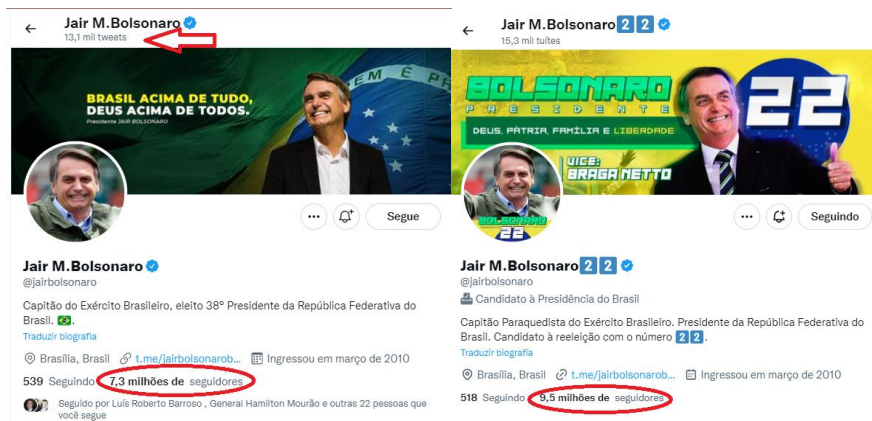 Jair M.Bolsonaro
13,1 mil tweets
BRASIL ACIMA DE TUDO,
DEUS ACIMA DE TODOS.
Presidente JAIR BOLSONARO
EM E PR
Segue
Jair M.Bolsonaro
@jairbolsonaro
Capitão do Exército Brasileiro, eleito 38º Presidente da República Federativa do
Brasil. 🇧🇷.
Traduzir biografia
Brasília, Brasil t.me/jairbolsonarob... Ingressou em março de 2010
539 Seguindo 7,3 milhões de seguidores
Seguido por Luís Roberto Barroso , General Hamilton Mourão e outras 22 pessoas que
você segue
Jair M.Bolsonaro 2️⃣2️⃣
15,3 mil tuítes
BOLSONARO
PRESIDENTE
22
DEUS, PÁTRIA, FAMÍLIA E LIBERDADE
VICE:
BRAGA NETTO
BOLSONARO
22
Seguindo
Jair M.Bolsonaro 2️⃣2️⃣
@jairbolsonaro
Candidato à Presidência do Brasil
Capitão Paraquedista do Exército Brasileiro. Presidente da República Federativa do
Brasil. Candidato à reeleição com o número 2️⃣2️⃣.
Traduzir biografia
Brasília, Brasil t.me/jairbolsonarob... Ingressou em março de 2010
518 Seguindo 9,5 milhões de seguidores